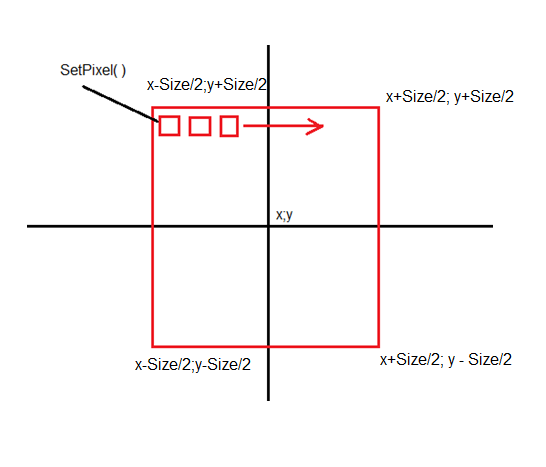 SetPixel( )
x-Size/2;y+Size/2
x+Size/2; y+Size/2
x;y
x-Size/2;y-Size/2
x+Size/2; y - Size/2